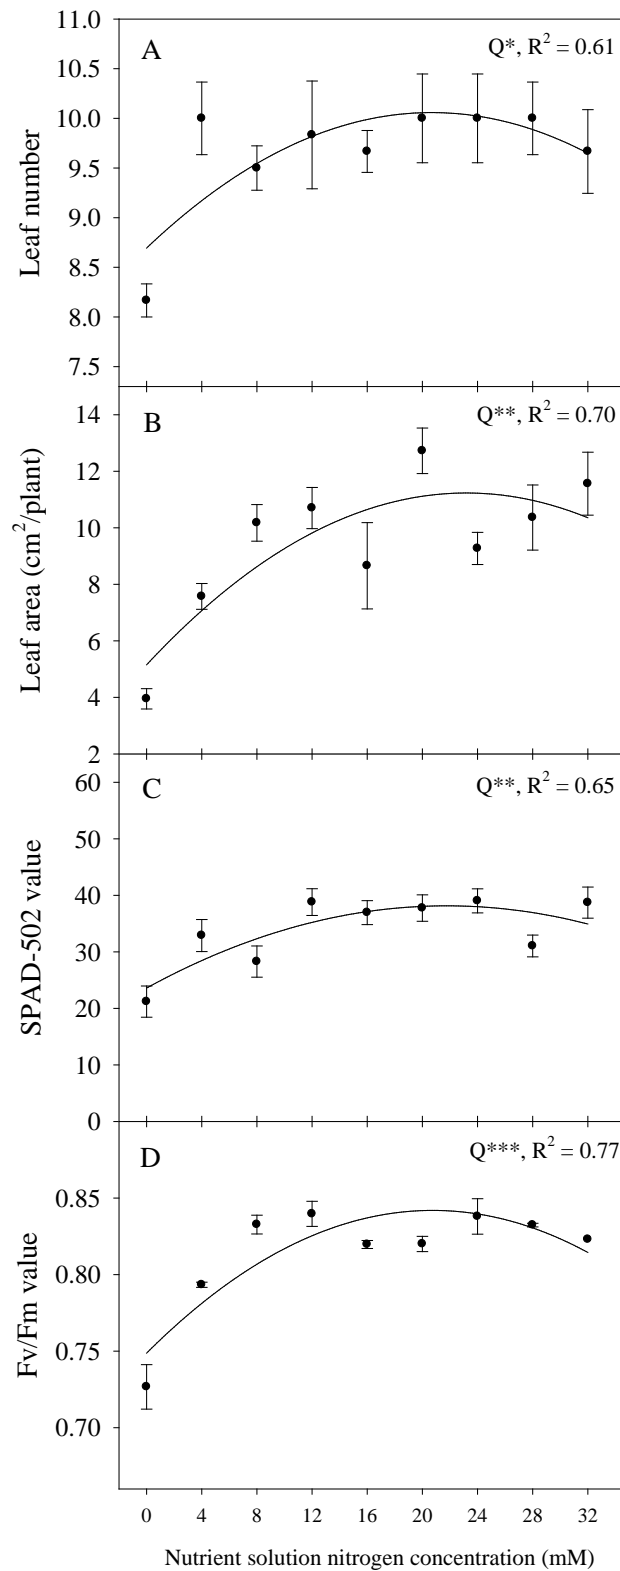 A
Q*, R² = 0.61
11.0
10.5
10.0
9.5
9.0
8.5
8.0
7.5
Leaf number
B
Q**, R² = 0.70
14
12
10
8
6
4
2
Leaf area (cm²/plant)
C
Q**, R² = 0.65
60
50
40
30
20
10
0
SPAD-502 value
D
Q***, R² = 0.77
0.85
0.80
0.75
0.70
Fv/Fm value
0 4 8 12 16 20 24 28 32
Nutrient solution nitrogen concentration (mM)